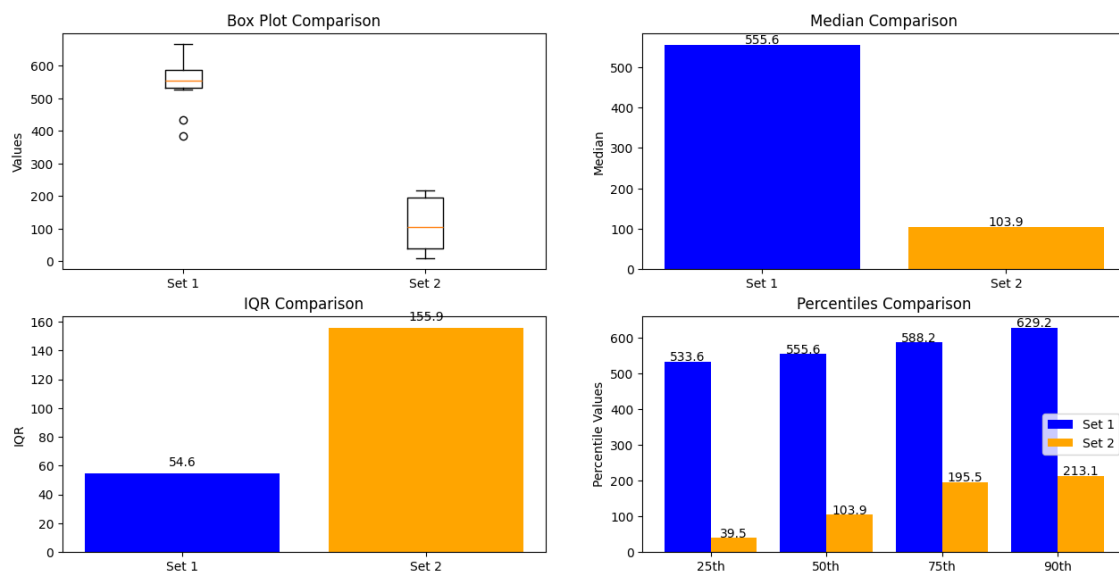 Box Plot Comparison
Values
600
500
400
300
200
100
0
Set 1
Set 2
Median Comparison
Median
500
400
300
200
100
0
555.6
103.9
Set 1
Set 2
IQR Comparison
IQR
160
140
120
100
80
60
40
20
0
54.6
155.9
Set 1
Set 2
Percentiles Comparison
Percentile Values
600
500
400
300
200
100
0
533.6
555.6
588.2
629.2
39.5
103.9
195.5
213.1
Set 1
Set 2
25th
50th
75th
90th